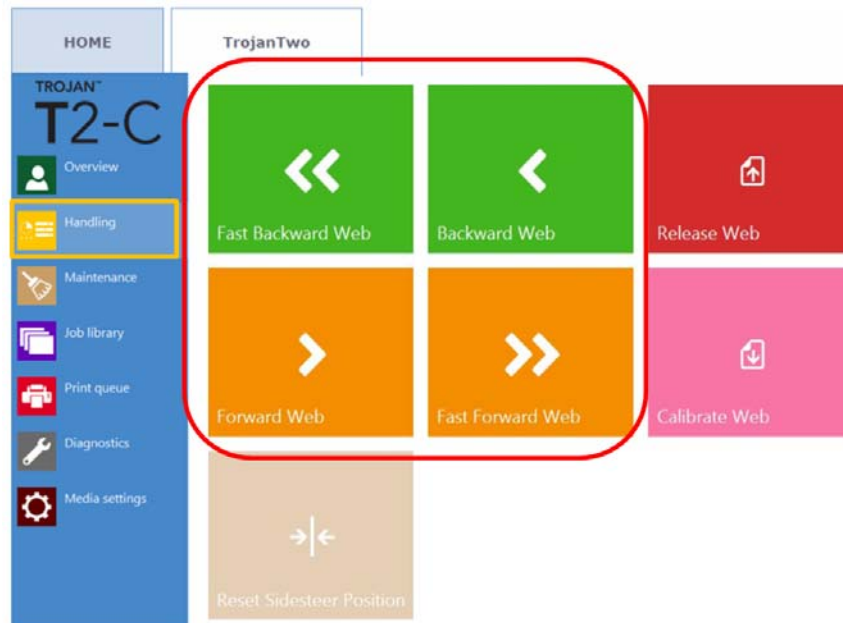 HOME
TrojanTwo
TROJAN™
T2-C
Overview
Handling
Maintenance
Job library
Print queue
Diagnostics
Media settings
Fast Backward Web
Backward Web
Release Web
Forward Web
Fast Forward Web
Calibrate Web
Reset Sidesteer Position